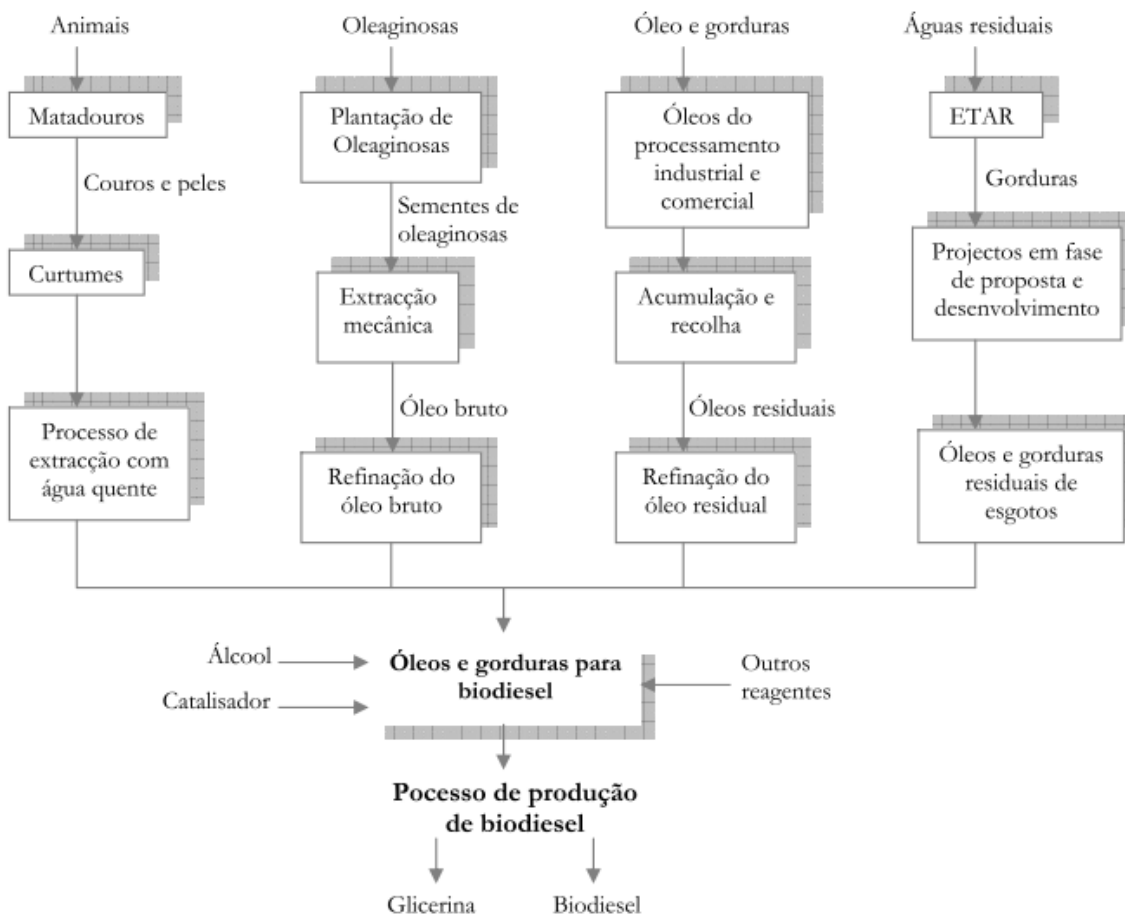 Animais
Oleaginosas
Óleo e gorduras
Águas residuais
Matadouros
Plantação de
Oleaginosas
Óleos do
processamento
industrial e
comercial
ETAR
Couros e peles
Sementes de
oleaginosas
Gorduras
Curtumes
Extracção
mecânica
Acumulação e
recolha
Projectos em fase
de proposta e
desenvolvimento
Óleo bruto
Óleos residuais
Processo de
extracção com
água quente
Refinação do
óleo bruto
Refinação do
óleo residual
Óleos e gorduras
residuais de
esgotos
Álcool
Catalisador
Óleos e gorduras para
biodiesel
Outros
reagentes
Pocesso de produção
de biodiesel
Glicerina
Biodiesel